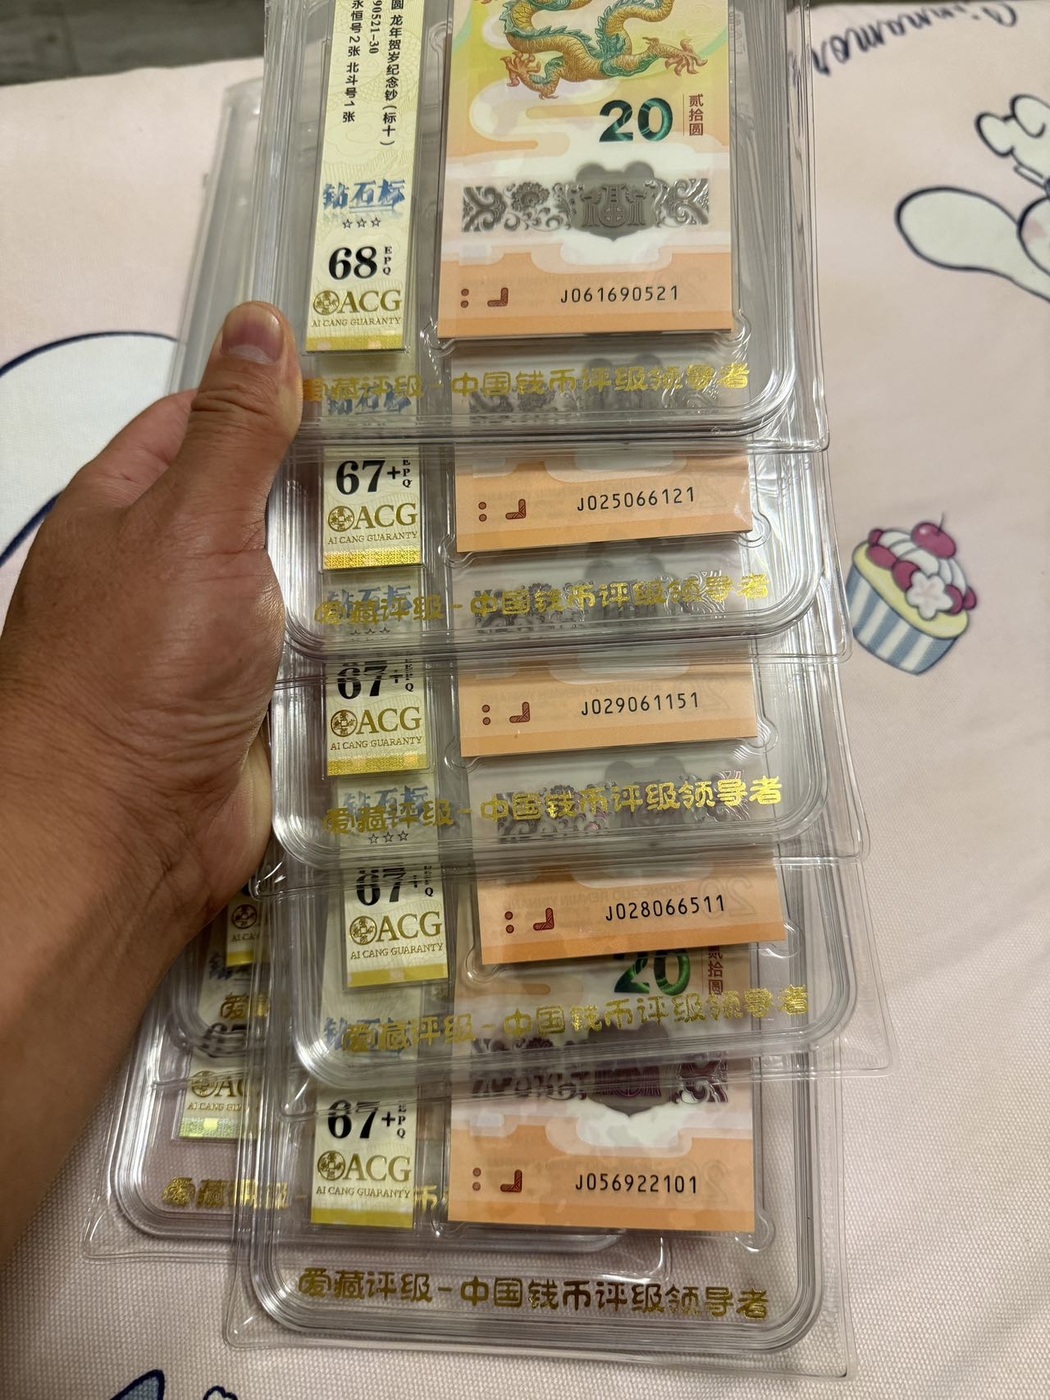 圆 龙年贺岁纪念钞(标十)
90521-30
永恒号2张 北斗号1张
钻石标
☆☆☆
68
EPQ
ACG
AI CANG GUARANTY
20
贰拾圆
J061690521
爱藏评级-中国钱币评级领导者
67+
EPQ
ACG
AI CANG GUARANTY
J025066121
钻石标
爱藏评级-中国钱币评级领导者
67+
EPQ
ACG
AI CANG GUARANTY
J029061151
钻石标
☆☆☆
爱藏评级-中国钱币评级领导者
67+
ACG
AI CANG GUARANTY
J028066511
20
贰拾圆
爱藏评级-中国钱币评级领导者
67+
EPQ
ACG
AI CANG GUARANTY
J056922101
爱藏评级-中国钱币评级领导者